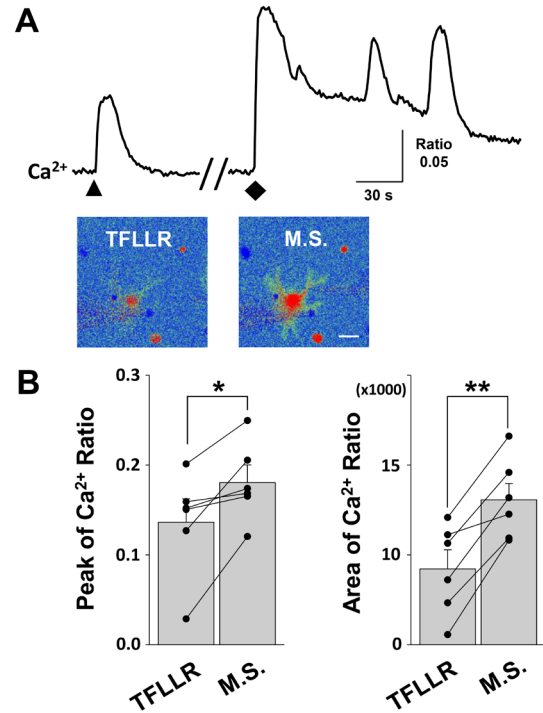 A
Ca²⁺
Ratio
0.05
30 s
TFLLR
M.S.
B
Peak of Ca²⁺ Ratio
0.3
0.2
0.1
0.0
*
TFLLR
M.S.
Area of Ca²⁺ Ratio
(x1000)
15
10
0
**
TFLLR
M.S.